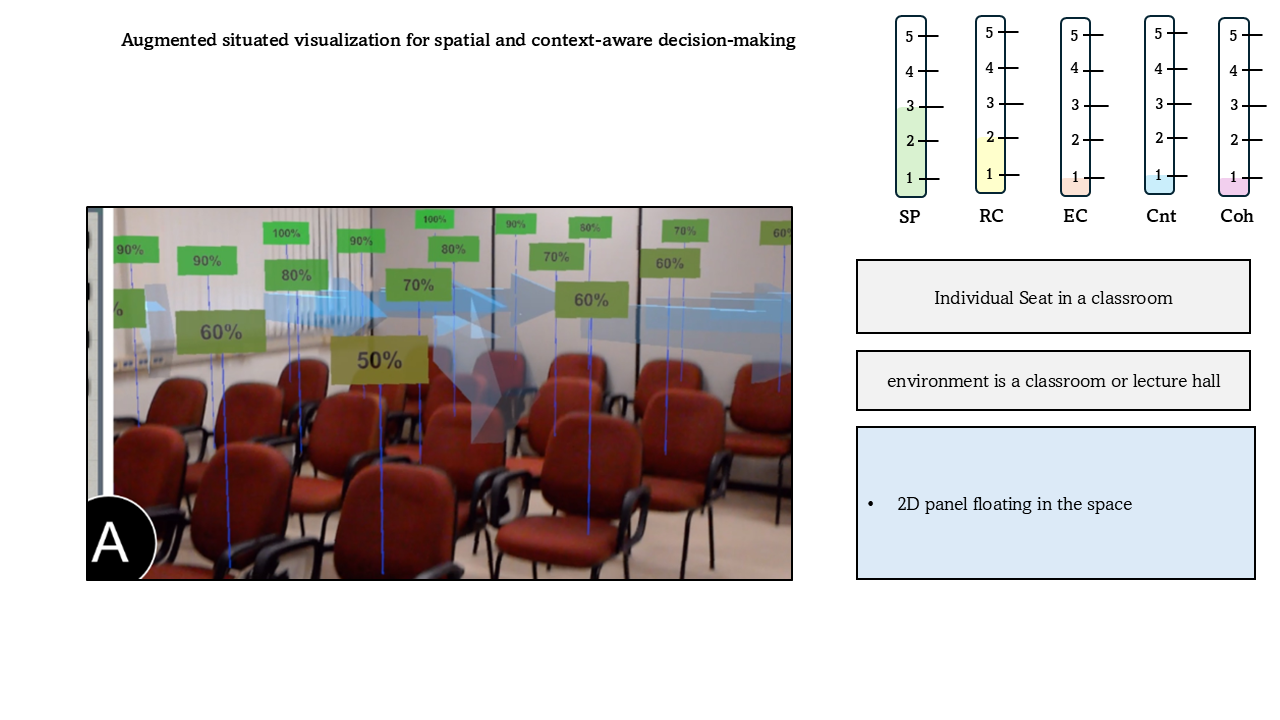 Augmented situated visualization for spatial and context-aware decision-making
5 5 5 5 5
4 4 4 4 4
3 3 3 3 3
2 2 2 2 2
1 1 1 1 1
SP RC EC Cnt Coh
100%
90% 80% 70% 60%
100% 90%
90% 90% 80% 70% 60%
80% 70% 60%
%
60%
50%
A
Individual Seat in a classroom
environment is a classroom or lecture hall
• 2D panel floating in the space